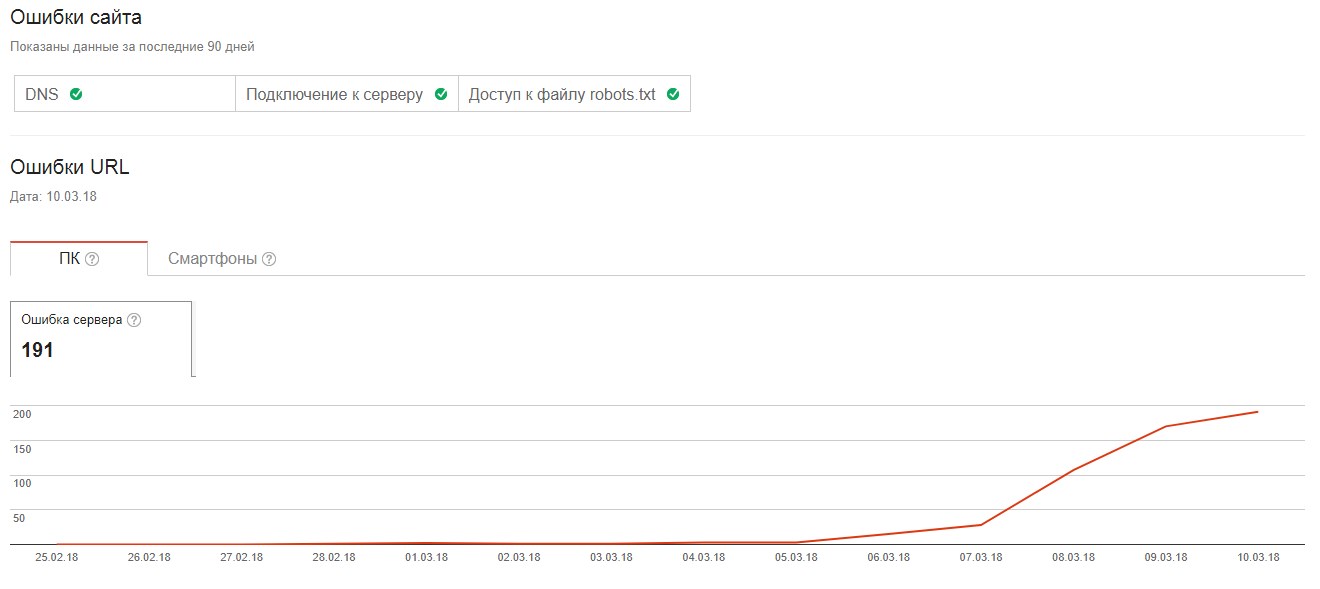 Ошибки сайта
Показаны данные за последние 90 дней
DNS Подключение к серверу Доступ к файлу robots.txt
Ошибки URL
Дата: 10.03.18
ПК ? Смартфоны ?
Ошибка сервера ?
191
200
150
100
50
25.02.18 26.02.18 27.02.18 28.02.18 01.03.18 02.03.18 03.03.18 04.03.18 05.03.18 06.03.18 07.03.18 08.03.18 09.03.18 10.03.18